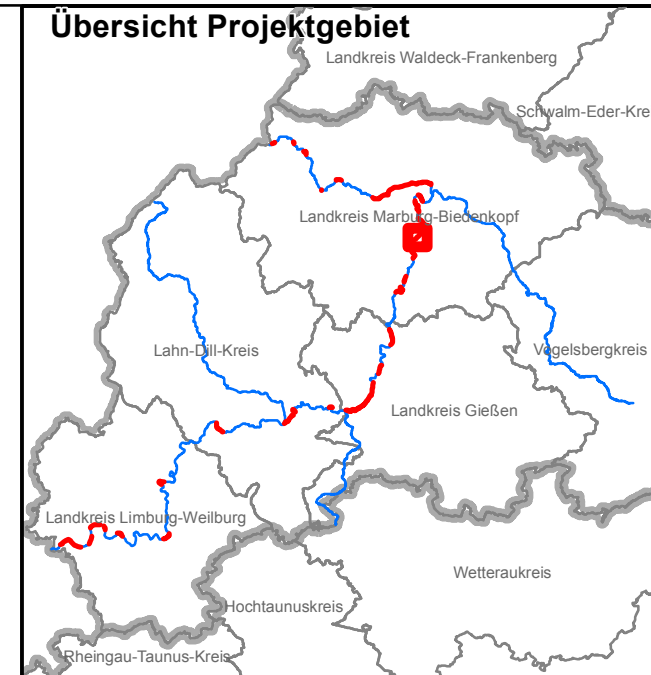 Übersicht Projektgebiet
Landkreis Waldeck-Frankenberg
Schwalm-Eder-Kre
Landkreis Marburg-Biedenkopf
Lahn-Dill-Kreis
Vogelsbergkreis
Landkreis Gießen
Landkreis Limburg-Weilburg
Wetteraukreis
Hochtaunuskreis
Rheingau-Taunus-Kreis